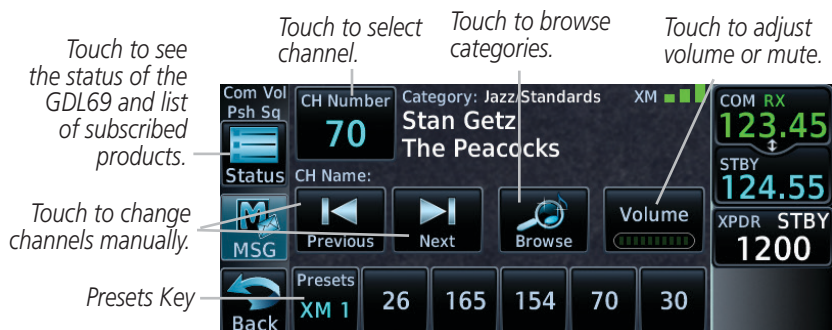 Touch to see
the status of the
GDL69 and list
of subscribed
products.
Touch to select
channel.
Touch to browse
categories.
Touch to adjust
volume or mute.
Touch to change
channels manually.
Presets Key
Com Vol
Psh Sq
Status
MSG
Back
CH Number
70
Category: Jazz/Standards
XM
Stan Getz
The Peacocks
CH Name:
Previous
Next
Browse
Volume
Presets
XM 1
26
165
154
70
30
COM RX
123.45
STBY
124.55
XPDR STBY
1200